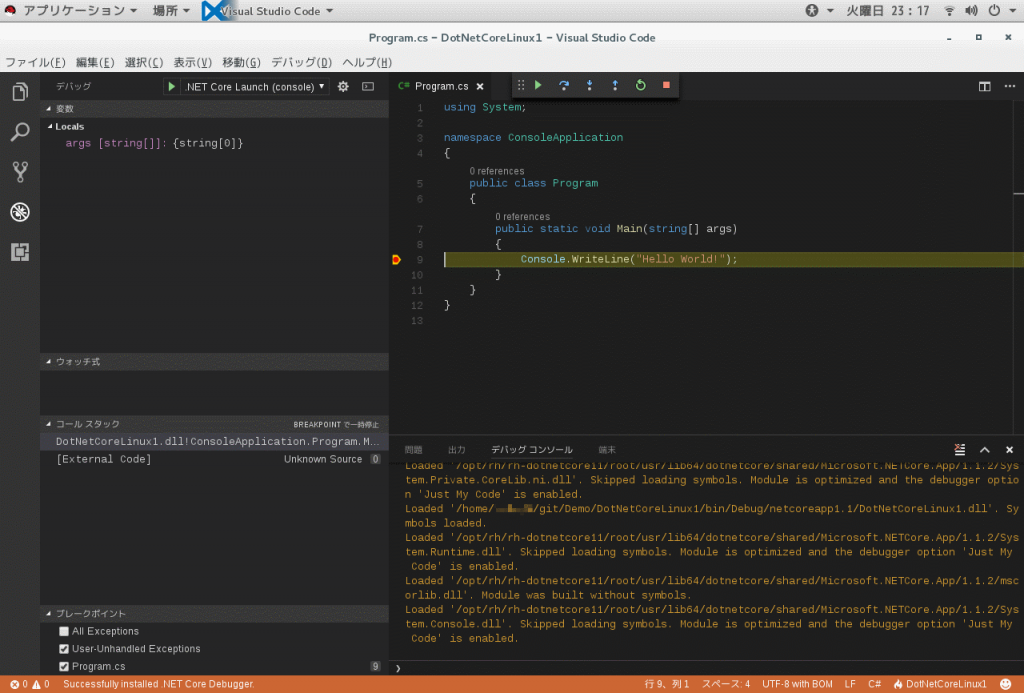 アプリケーション 場所 Visual Studio Code 火曜日 23：17
Program.cs - DotNetCoreLinux1 - Visual Studio Code
ファイル(F) 編集(E) 選択(C) 表示(V) 移動(G) デバッグ(D) ヘルプ(H)
デバッグ .NET Core Launch (console)
変数
Locals
args [string[]]: {string[0]}
ウォッチ式
コール スタック BREAKPOINT で一時停止
DotNetCoreLinux1.dll!ConsoleApplication.Program.M...
[External Code] Unknown Source 0
ブレークポイント
All Exceptions
User-Unhandled Exceptions
Program.cs 9
C# Program.cs
1 using System;
2
3 namespace ConsoleApplication
4 {
0 references
5 public class Program
6 {
0 references
7 public static void Main(string[] args)
8 {
9 Console.WriteLine("Hello World!");
10 }
11 }
12 }
13
問題 出力 デバッグ コンソール 端末
Loaded '/opt/rh/rh-dotnetcore11/root/usr/lib64/dotnetcore/shared/Microsoft.NETCore.App/1.1.2/Sys
tem.Private.CoreLib.ni.dll'. Skipped loading symbols. Module is optimized and the debugger optio
n 'Just My Code' is enabled.
Loaded '/home/ /git/Demo/DotNetCoreLinux1/bin/Debug/netcoreapp1.1/DotNetCoreLinux1.dll'. Sy
mbols loaded.
Loaded '/opt/rh/rh-dotnetcore11/root/usr/lib64/dotnetcore/shared/Microsoft.NETCore.App/1.1.2/Sys
tem.Runtime.dll'. Skipped loading symbols. Module is optimized and the debugger option 'Just My
Code' is enabled.
Loaded '/opt/rh/rh-dotnetcore11/root/usr/lib64/dotnetcore/shared/Microsoft.NETCore.App/1.1.2/msc
orlib.dll'. Module was built without symbols.
Loaded '/opt/rh/rh-dotnetcore11/root/usr/lib64/dotnetcore/shared/Microsoft.NETCore.App/1.1.2/Sys
tem.Console.dll'. Skipped loading symbols. Module is optimized and the debugger option 'Just My
Code' is enabled.
❯
0 0 Successfully installed .NET Core Debugger. 行 9、列 1 スペース: 4 UTF-8 with BOM LF C# DotNetCoreLinux1